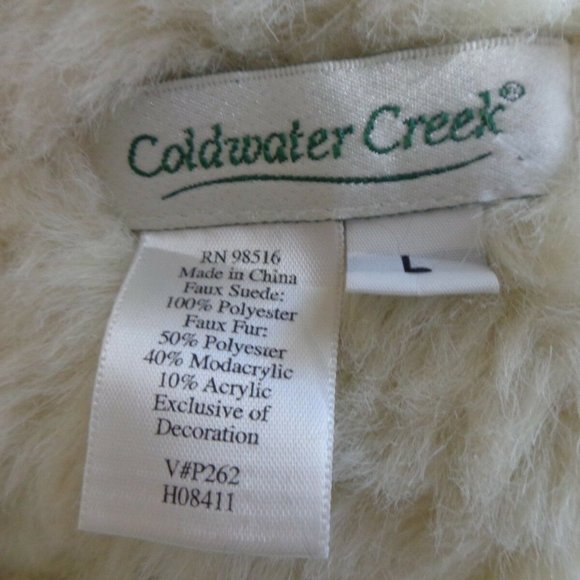 Coldwater Creek®
L
RN 98516
Made in China
Faux Suede:
100% Polyester
Faux Fur:
50% Polyester
40% Modacrylic
10% Acrylic
Exclusive of
Decoration
V#P262
H08411